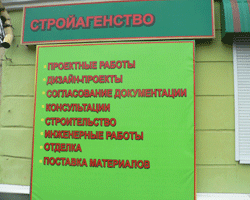 СТРОЙАГЕНСТВО
ПРОЕКТНЫЕ РАБОТЫ
ДИЗАЙН-ПРОЕКТЫ
СОГЛАСОВАНИЕ ДОКУМЕНТАЦИИ
КОНСУЛЬТАЦИИ
СТРОИТЕЛЬСТВО
ИНЖЕНЕРНЫЕ РАБОТЫ
ОТДЕЛКА
ПОСТАВКА МАТЕРИАЛОВ